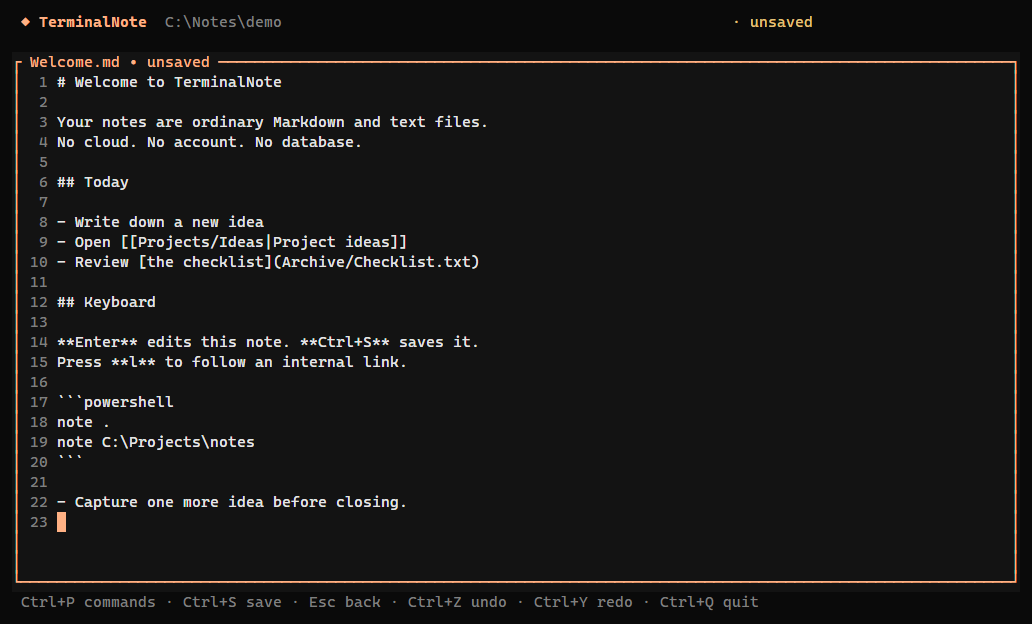 ◆ TerminalNote C:\Notes\demo · unsaved
Welcome.md • unsaved
1 # Welcome to TerminalNote
2
3 Your notes are ordinary Markdown and text files.
4 No cloud. No account. No database.
5
6 ## Today
7
8 - Write down a new idea
9 - Open [[Projects/Ideas|Project ideas]]
10 - Review [the checklist](Archive/Checklist.txt)
11
12 ## Keyboard
13
14 **Enter** edits this note. **Ctrl+S** saves it.
15 Press **l** to follow an internal link.
16
17 ```powershell
18 note .
19 note C:\Projects\notes
20 ```
21
22 - Capture one more idea before closing.
23
Ctrl+P commands · Ctrl+S save · Esc back · Ctrl+Z undo · Ctrl+Y redo · Ctrl+Q quit